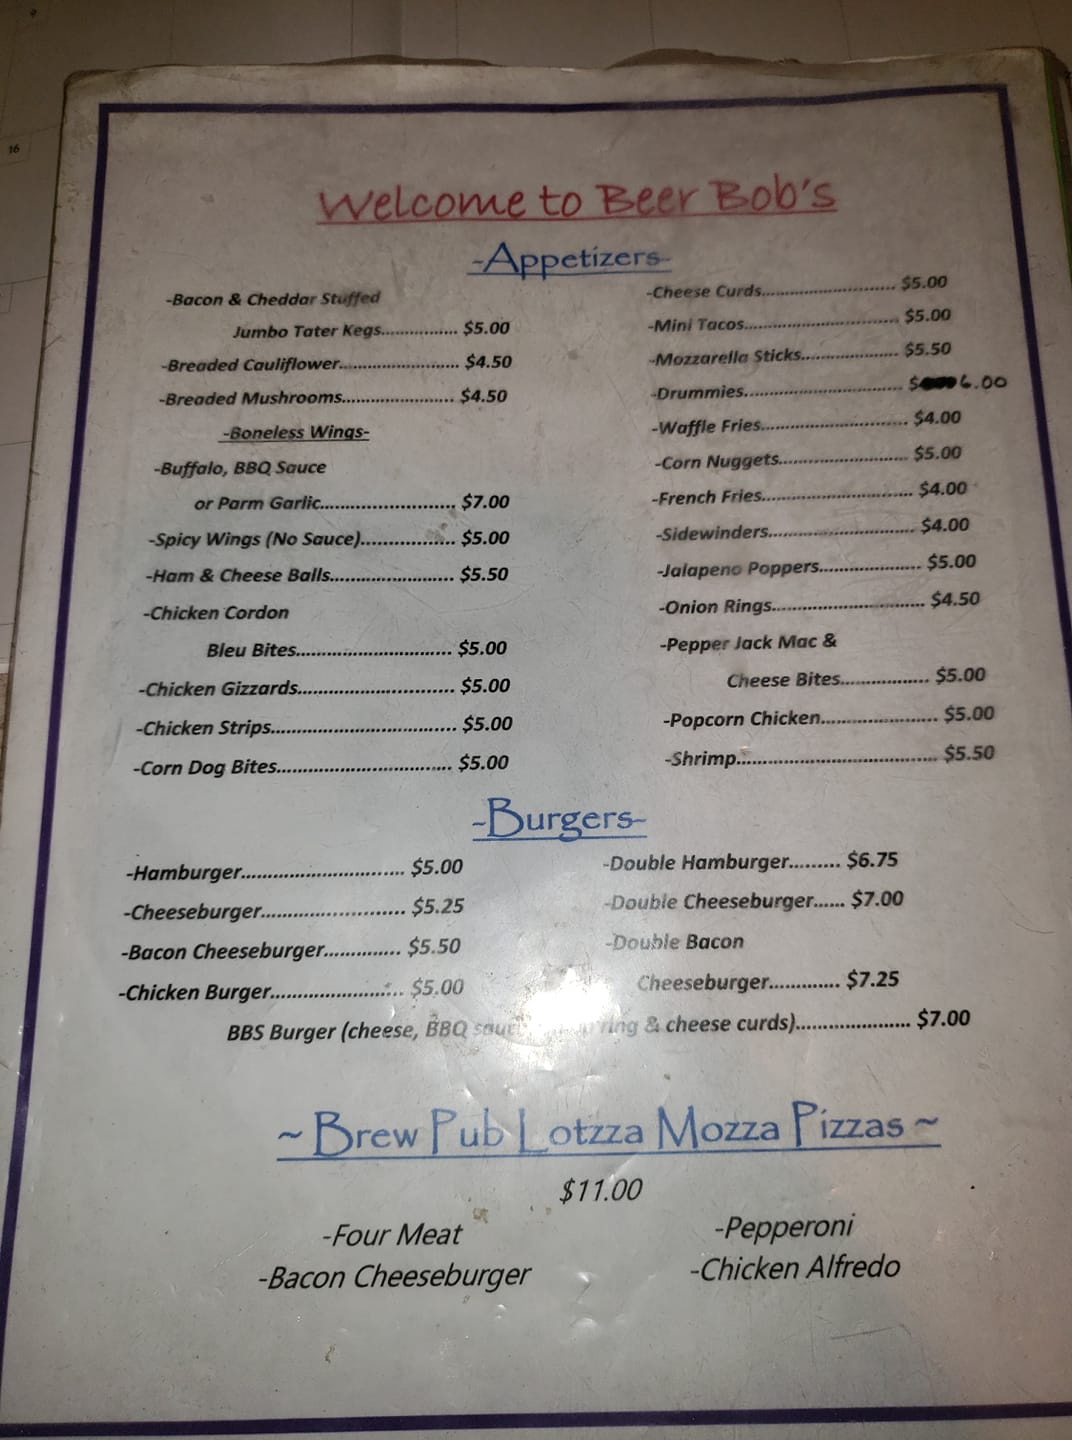 16
Welcome to Beer Bob's
-Appetizers-
-Bacon & Cheddar Stuffed
Jumbo Tater Kegs................ $5.00
-Breaded Cauliflower........................ $4.50
-Breaded Mushrooms...................... $4.50
-Boneless Wings-
-Buffalo, BBQ Sauce
or Parm Garlic.......................... $7.00
-Spicy Wings (No Sauce).................. $5.00
-Ham & Cheese Balls........................ $5.50
-Chicken Cordon
Bleu Bites.............................. $5.00
-Chicken Gizzards.............................. $5.00
-Chicken Strips.................................... $5.00
-Corn Dog Bites.................................. $5.00
-Cheese Curds.......................... $5.00
-Mini Tacos.............................. $5.00
-Mozzarella Sticks................... $5.50
-Drummies............................... $6.00
-Waffle Fries............................. $4.00
-Corn Nuggets......................... $5.00
-French Fries.............................. $4.00
-Sidewinders............................. $4.00
-Jalapeno Poppers.................... $5.00
-Onion Rings............................. $4.50
-Pepper Jack Mac &
Cheese Bites................. $5.00
-Popcorn Chicken....................... $5.00
-Shrimp...................................... $5.50
-Burgers-
-Hamburger............................... $5.00
-Cheeseburger............................ $5.25
-Bacon Cheeseburger............... $5.50
-Chicken Burger......................... $5.00
-Double Hamburger......... $6.75
-Double Cheeseburger...... $7.00
-Double Bacon
Cheeseburger............. $7.25
BBS Burger (cheese, BBQ ring & cheese curds)...................... $7.00
~ Brew Pub Lotzza Mozza Pizzas ~
$11.00
-Four Meat
-Bacon Cheeseburger
-Pepperoni
-Chicken Alfredo